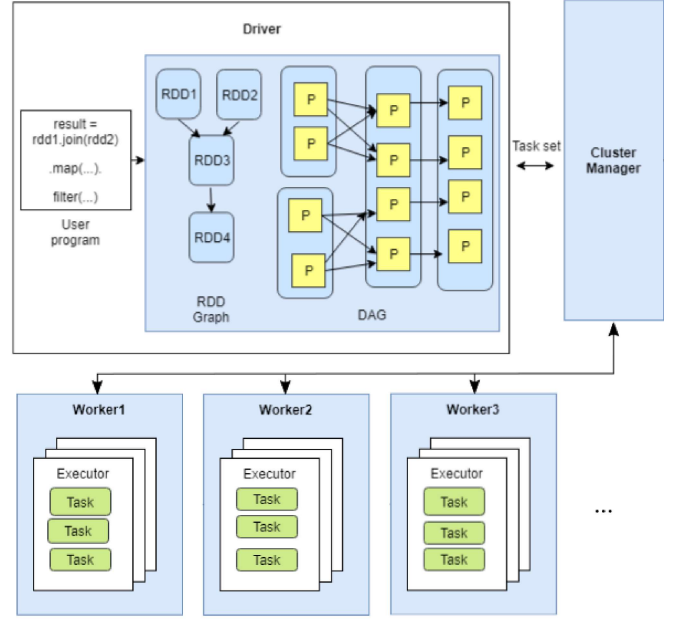 Driver
result =
rdd1.join(rdd2)
.map(...).
filter(...)
User
program
RDD1
RDD2
RDD3
RDD4
RDD
Graph
P
P
P
P
P
P
P
P
P
P
P
P
DAG
Task set
Cluster
Manager
Worker1
Executor
Task
Task
Task
Worker2
Executor
Task
Task
Task
Worker3
Executor
Task
Task
Task
...